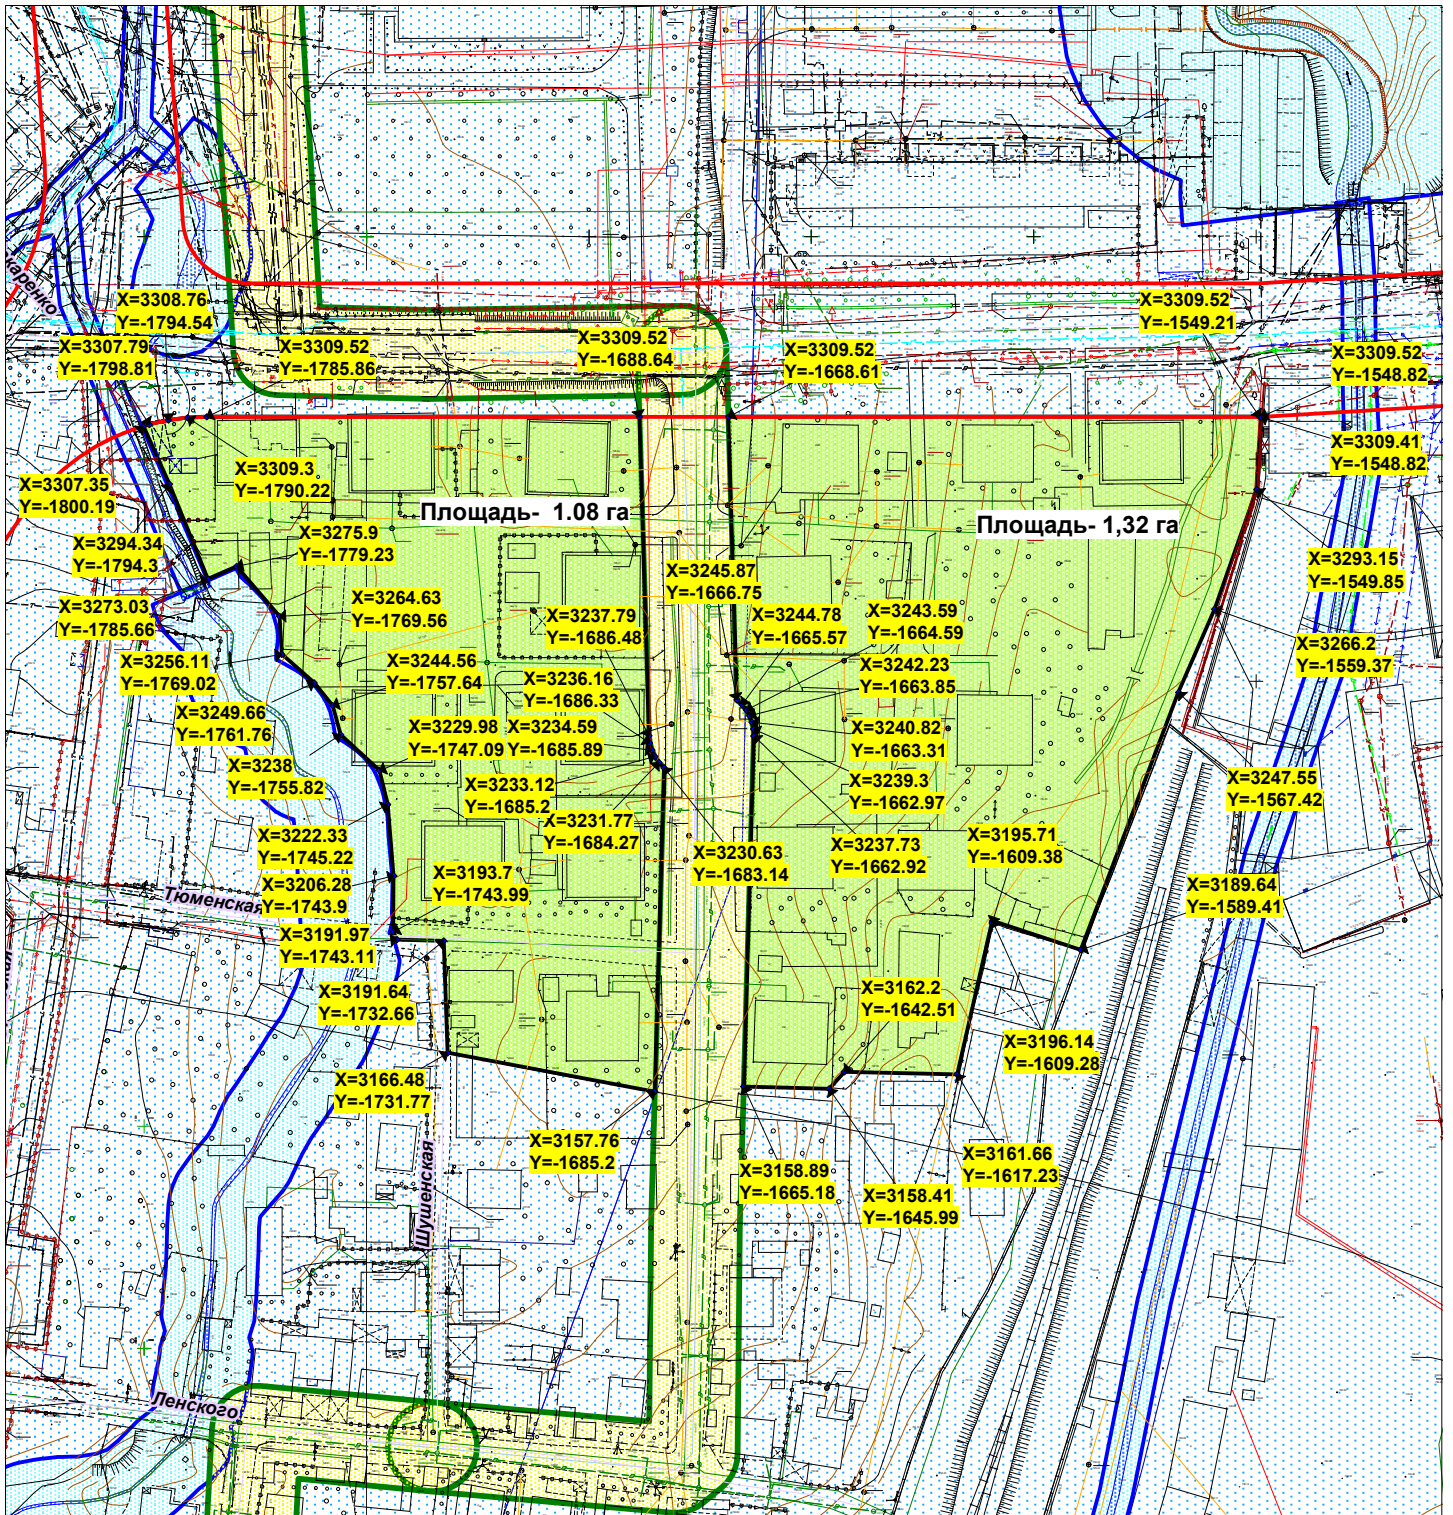 X=3308.76
Y=-1794.54
X=3307.79
Y=-1798.81
X=3309.52
Y=-1785.86
X=3309.52
Y=-1688.64
X=3309.52
Y=-1668.61
X=3309.52
Y=-1549.21
X=3309.52
Y=-1548.82
X=3309.41
Y=-1548.82
X=3307.35
Y=-1800.19
X=3309.3
Y=-1790.22
Площадь- 1.08 га
Площадь- 1,32 га
X=3294.34
Y=-1794.3
X=3275.9
Y=-1779.23
X=3273.03
Y=-1785.66
X=3264.63
Y=-1769.56
X=3237.79
Y=-1686.48
X=3245.87
Y=-1666.75
X=3244.78
Y=-1665.57
X=3243.59
Y=-1664.59
X=3293.15
Y=-1549.85
X=3266.2
Y=-1559.37
X=3256.11
Y=-1769.02
X=3244.56
Y=-1757.64
X=3236.16
Y=-1686.33
X=3242.23
Y=-1663.85
X=3249.66
Y=-1761.76
X=3229.98
Y=-1747.09
X=3234.59
Y=-1685.89
X=3240.82
Y=-1663.31
X=3238
Y=-1755.82
X=3233.12
Y=-1685.2
X=3239.3
Y=-1662.97
X=3247.55
Y=-1567.42
X=3222.33
Y=-1745.22
X=3231.77
Y=-1684.27
X=3230.63
Y=-1683.14
X=3237.73
Y=-1662.92
X=3195.71
Y=-1609.38
X=3206.28
Y=-1743.9
X=3193.7
Y=-1743.99
X=3189.64
Y=-1589.41
Тюменская
X=3191.97
Y=-1743.11
X=3191.64
Y=-1732.66
X=3162.2
Y=-1642.51
X=3196.14
Y=-1609.28
X=3166.48
Y=-1731.77
X=3157.76
Y=-1685.2
X=3158.89
Y=-1665.18
X=3158.41
Y=-1645.99
X=3161.66
Y=-1617.23
Шушенская
Ленского